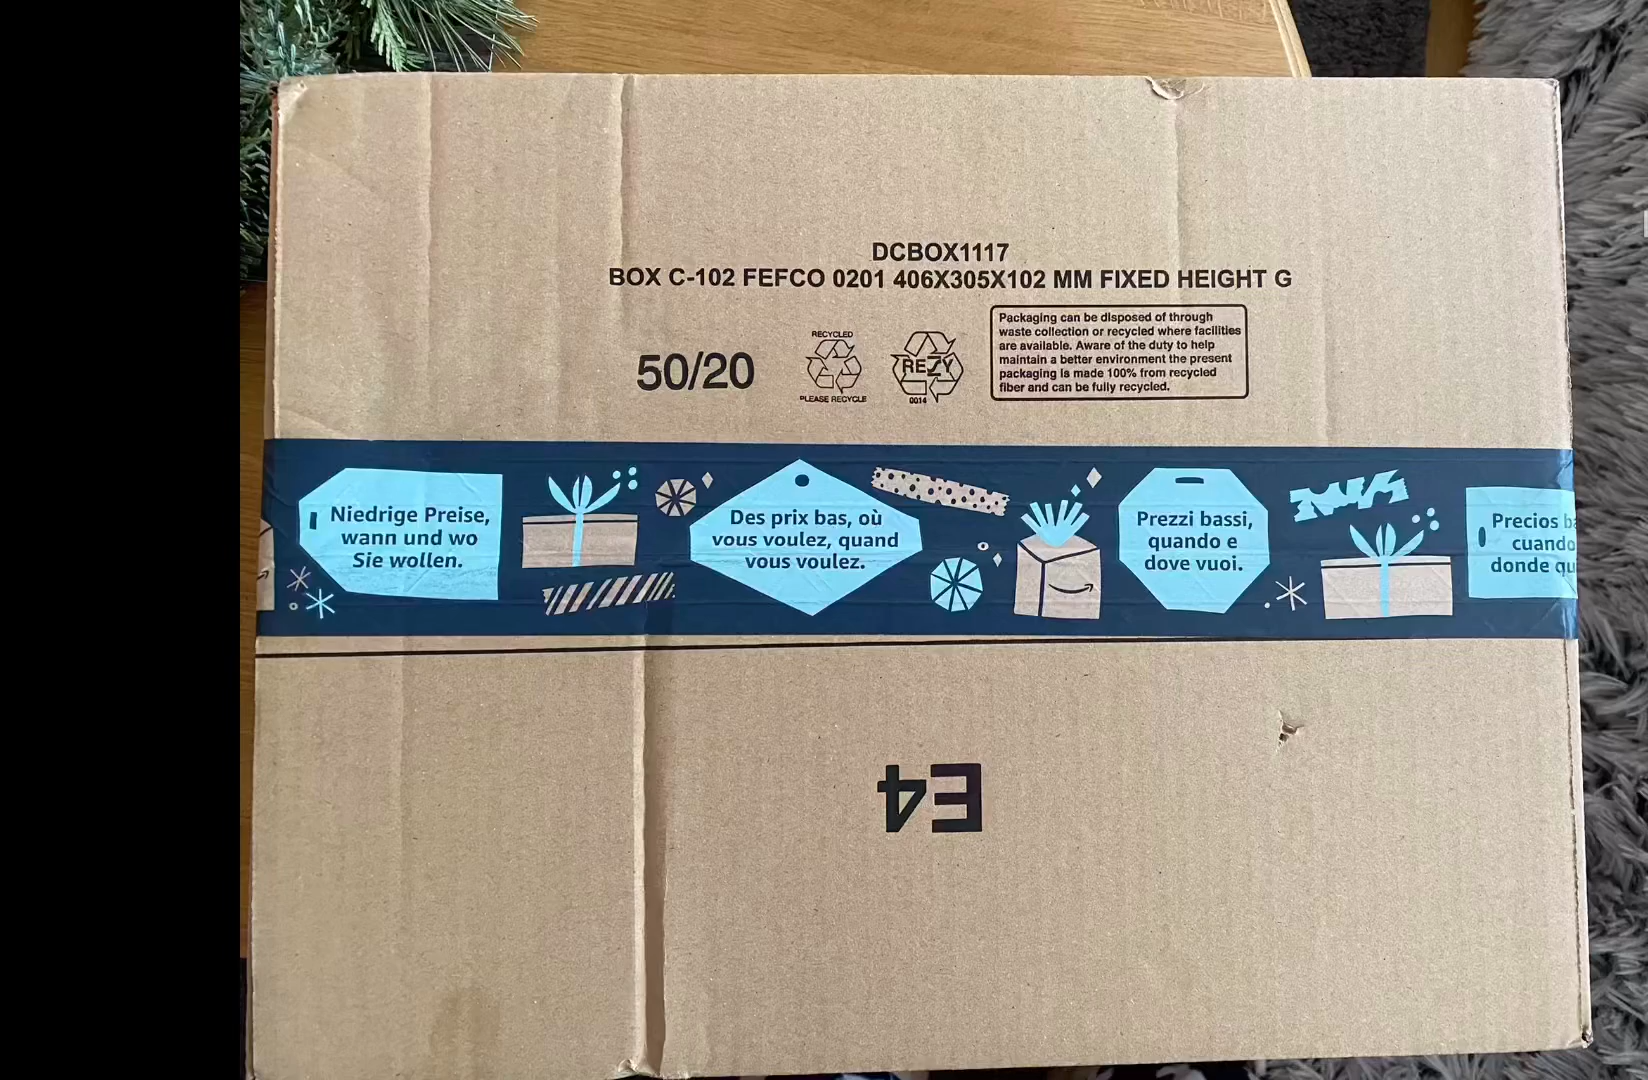 DCBOX1117
BOX C-102 FEFCO 0201 406X305X102 MM FIXED HEIGHT G
50/20
RECYCLED
PLEASE RECYCLE
REZY
0014
Packaging can be disposed of through
waste collection or recycled where facilities
are available. Aware of the duty to help
maintain a better environment the present
packaging is made 100% from recycled
fiber and can be fully recycled.
Niedrige Preise,
wann und wo
Sie wollen.
Des prix bas, où
vous voulez, quand
vous voulez.
Prezzi bassi,
quando e
dove vuoi.
Precios
cuando
donde
E4